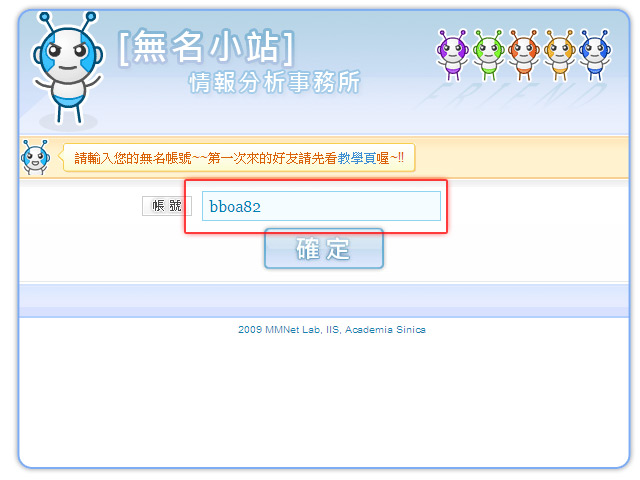 [無名小站]
情報分析事務所
FRIEND
請輸入您的無名帳號~~第一次來的好友請先看教學頁喔~!!
帳 號
bboa82
確定
2009 MMNet Lab, IIS, Academia Sinica